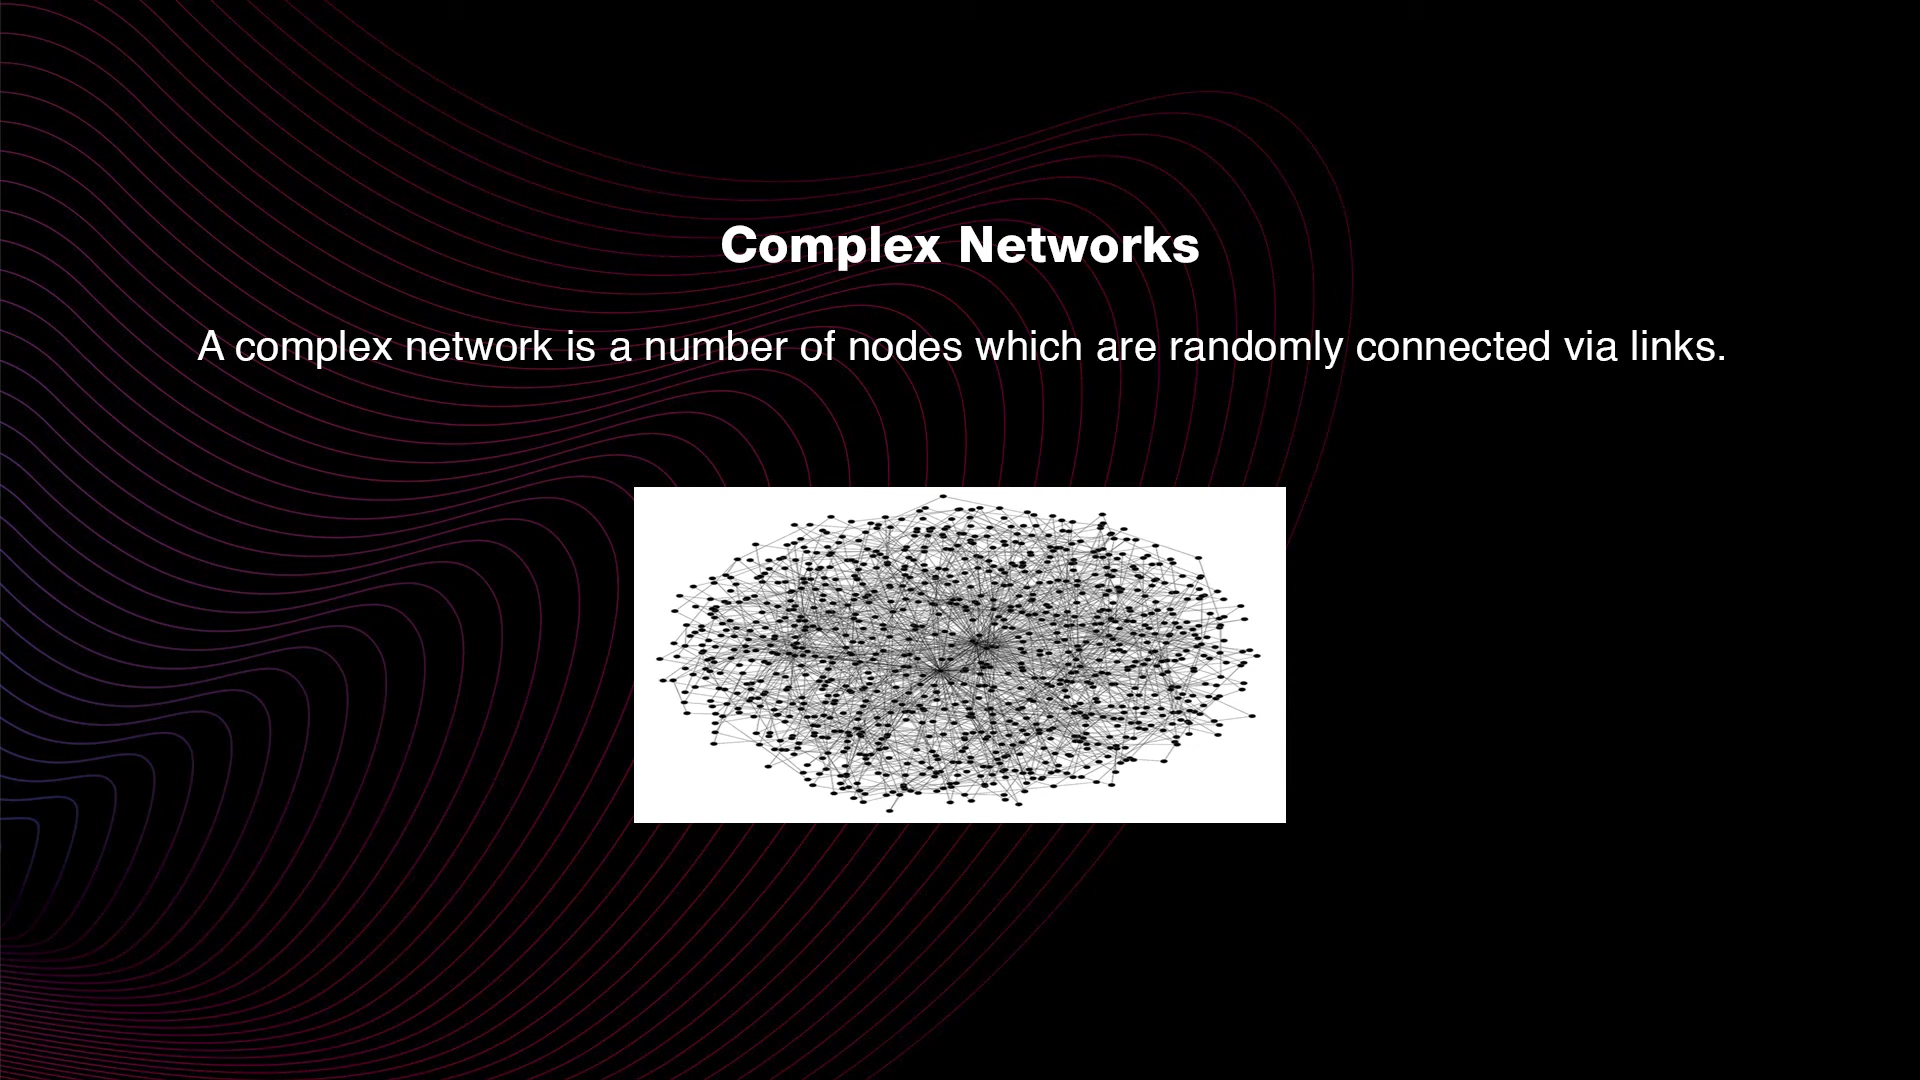 Complex Networks
A complex network is a number of nodes which are randomly connected via links.